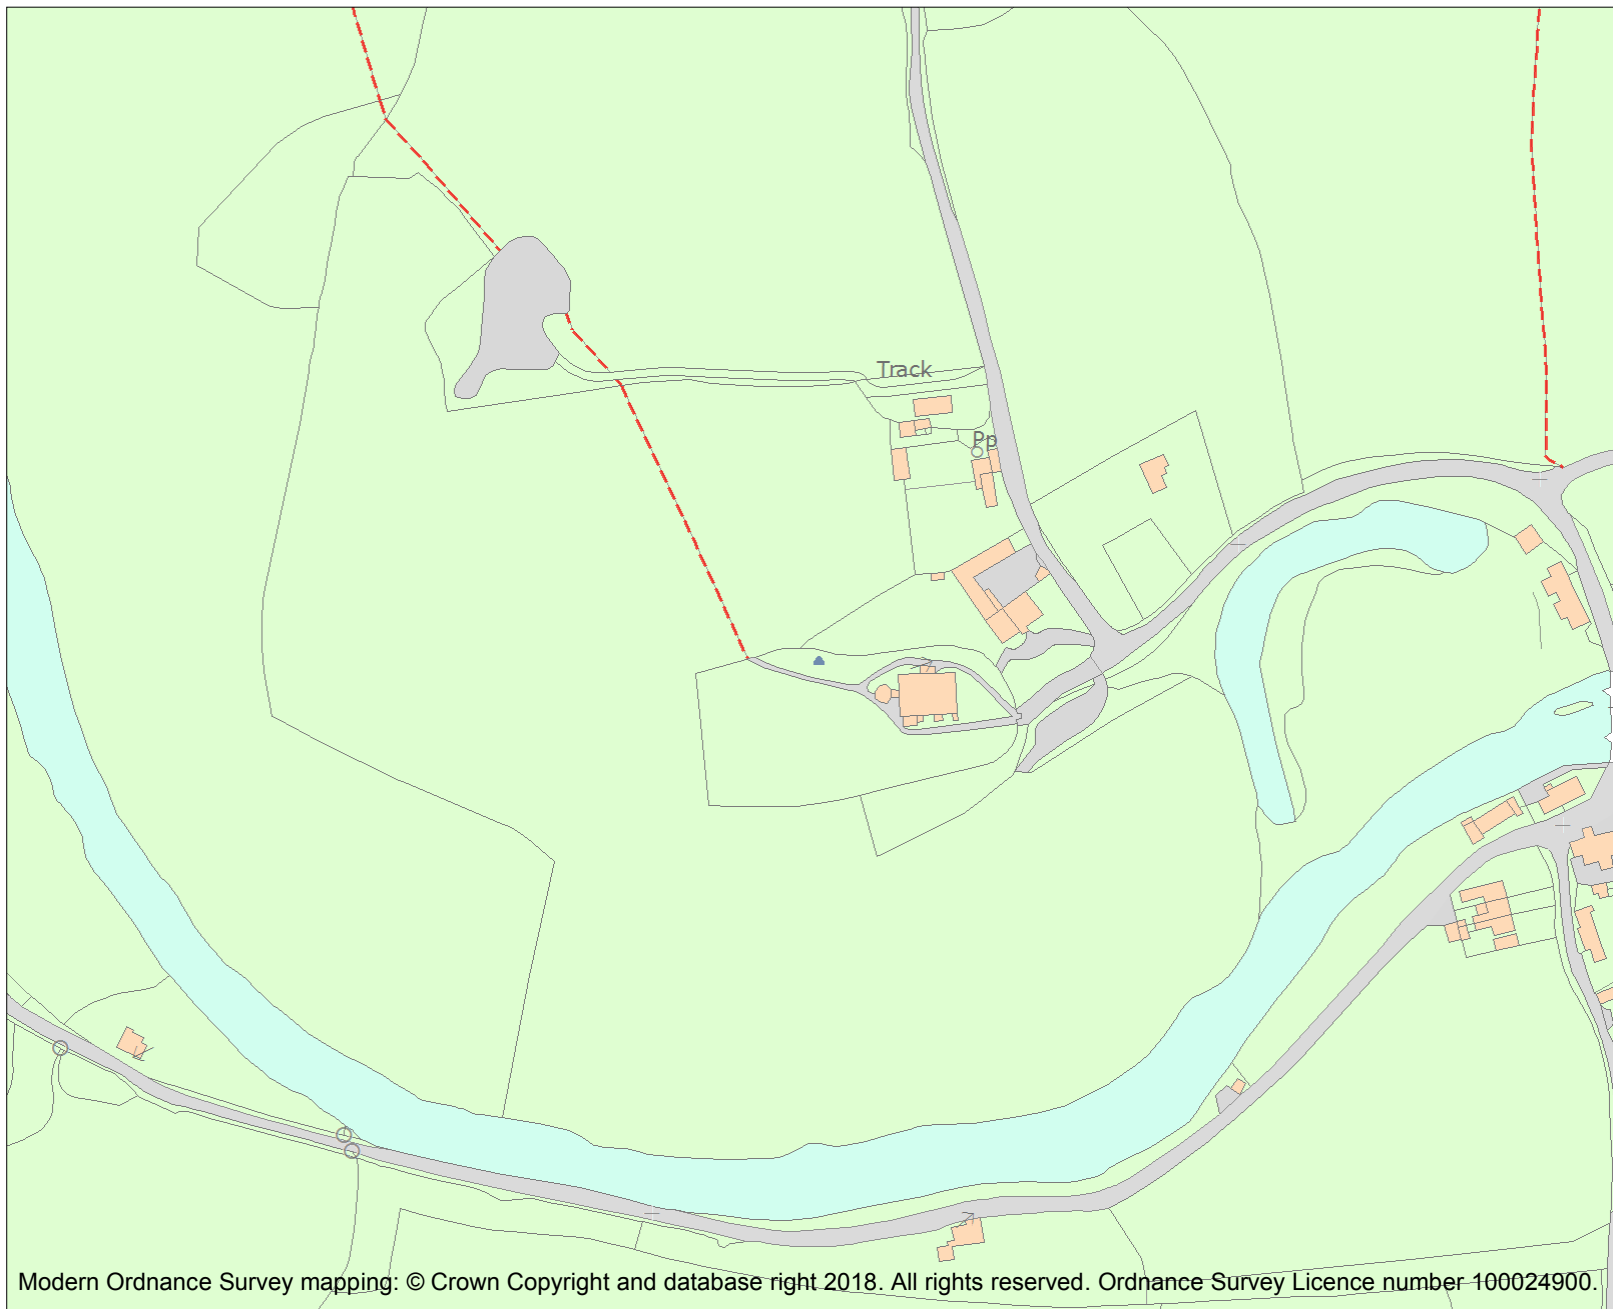 Track
Pp
Modern Ordnance Survey mapping: © Crown Copyright and database right 2018. All rights reserved. Ordnance Survey Licence number 100024900.